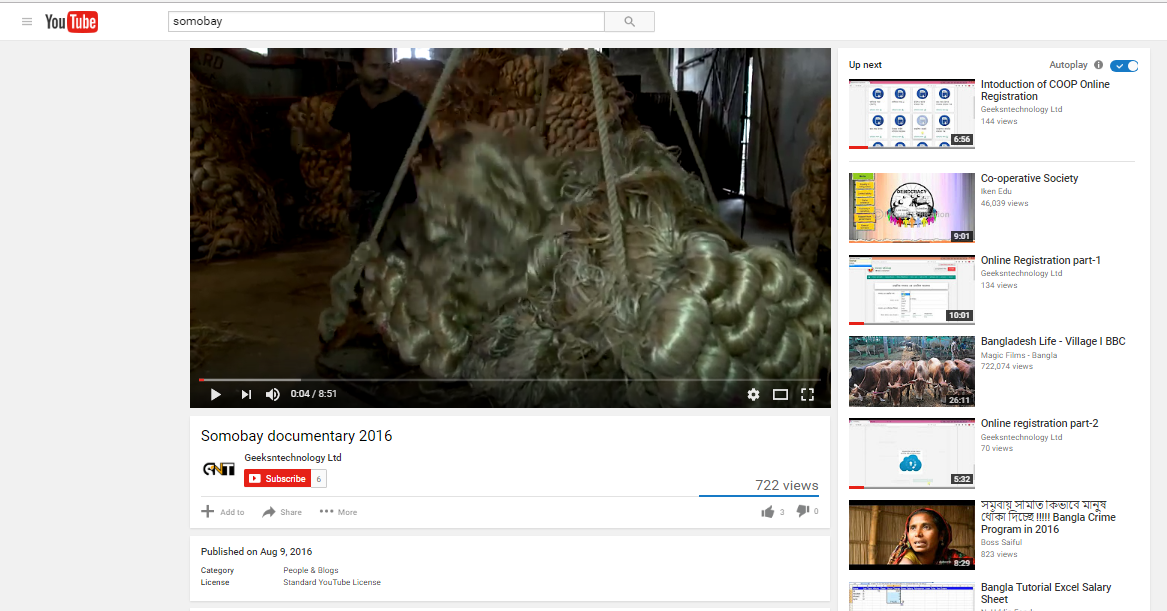 YouTube
somobay
0:04 / 8:51
Somobay documentary 2016
Geeksntechnology Ltd
GNT
Subscribe 6
722 views
Add to Share More 3 0
Published on Aug 9, 2016
Category People & Blogs
License Standard YouTube License
Up next Autoplay
Intoduction of COOP Online
Registration
Geeksntechnology Ltd
144 views
6:56
Co-operative Society
Iken Edu
46,039 views
DEMOCRACY
9:01
Online Registration part-1
Geeksntechnology Ltd
134 views
10:01
Bangladesh Life - Village I BBC
Magic Films - Bangla
722,074 views
26:11
Online registration part-2
Geeksntechnology Ltd
70 views
5:32
সমবায় সমিতি কিভাবে মানুষ
ধোঁকা দিচ্ছে !!!!! Bangla Crime
Program in 2016
Boss Saiful
823 views
8:29
Bangla Tutorial Excel Salary
Sheet